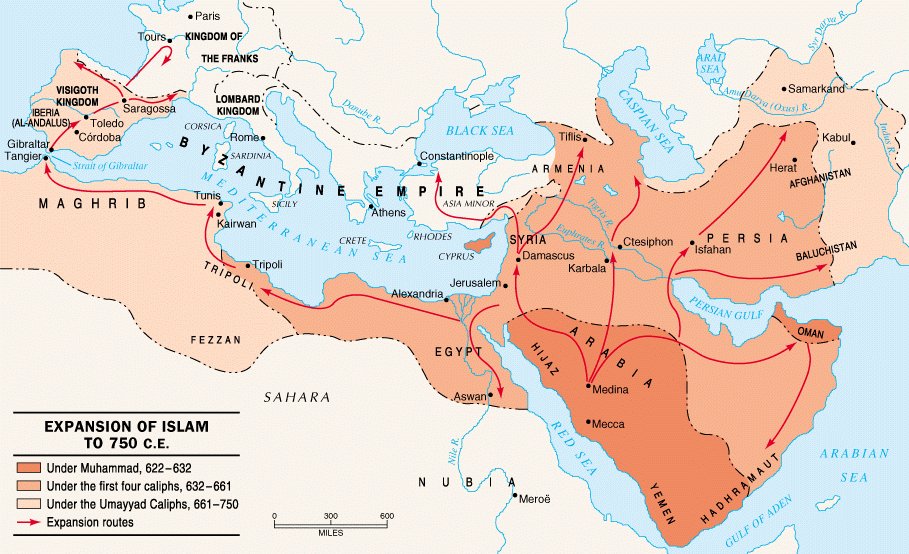 Paris
Tours
KINGDOM OF
THE FRANKS
VISIGOTH
KINGDOM
IBERIA
(AL-ANDALUS)
Saragossa
Toledo
Córdoba
Gibraltar
Tangier
Strait of Gibraltar
LOMBARD
KINGDOM
CORSICA
Rome
SARDINIA
SICILY
Danube R.
BLACK SEA
Constantinople
BYZANTINE EMPIRE
ASIA MINOR
Athens
CRETE
RHODES
CYPRUS
MEDITERRANEAN SEA
MAGHRIB
Tunis
Kairwan
Tripoli
TRIPOLI
FEZZAN
SAHARA
Alexandria
EGYPT
Aswan
Nile R.
NUBIA
Meroë
Jerusalem
SYRIA
Damascus
Tiflis
ARMENIA
CASPIAN SEA
ARAL
SEA
Syr Darya R.
Amu Darya (Oxus) R.
Samarkand
Kabul
Indus R.
Herat
AFGHANISTAN
Tigris R.
Euphrates R.
Ctesiphon
Karbala
Isfahan
PERSIA
BALUCHISTAN
PERSIAN GULF
OMAN
ARABIA
HIJAZ
Medina
Mecca
RED SEA
YEMEN
HADHRAMAUT
GULF OF ADEN
ARABIAN
SEA
EXPANSION OF ISLAM
TO 750 C.E.
Under Muhammad, 622–632
Under the first four caliphs, 632–661
Under the Umayyad Caliphs, 661–750
Expansion routes
0 300 600
MILES